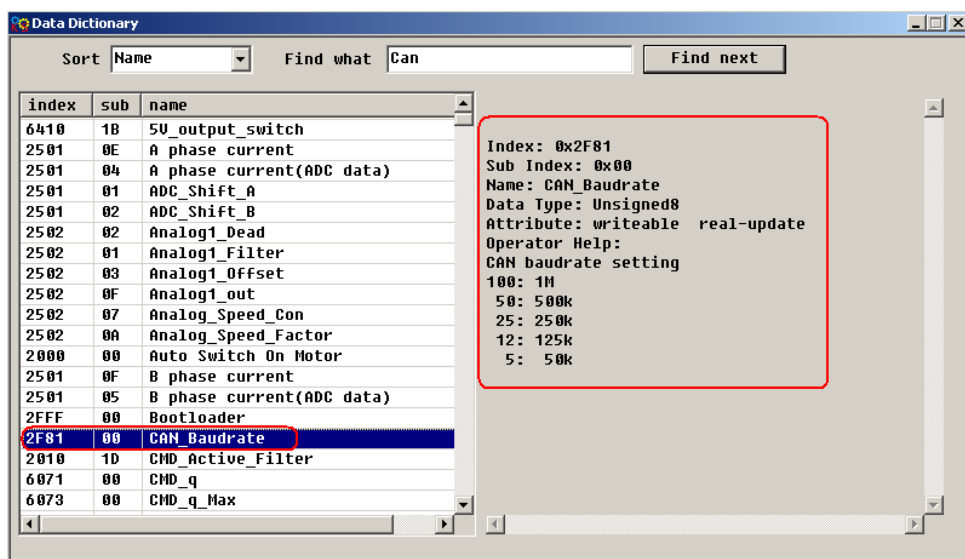 Data Dictionary
Sort Name Find what Can Find next
index sub name
6410 1B 5V_output_switch
2501 0E A phase current
2501 04 A phase current(ADC data)
2501 01 ADC_Shift_A
2501 02 ADC_Shift_B
2502 02 Analog1_Dead
2502 01 Analog1_Filter
2502 03 Analog1_Offset
2502 0F Analog1_out
2502 07 Analog_Speed_Con
2502 0A Analog_Speed_Factor
2000 00 Auto Switch On Motor
2501 0F B phase current
2501 05 B phase current(ADC data)
2FFF 00 Bootloader
2F81 00 CAN_Baudrate
2010 1D CMD_Active_Filter
6071 00 CMD_q
6073 00 CMD_q_Max
Index: 0x2F81
Sub Index: 0x00
Name: CAN_Baudrate
Data Type: Unsigned8
Attribute: writeable real-update
Operator Help:
CAN baudrate setting
100: 1M
50: 500k
25: 250k
12: 125k
5: 50k